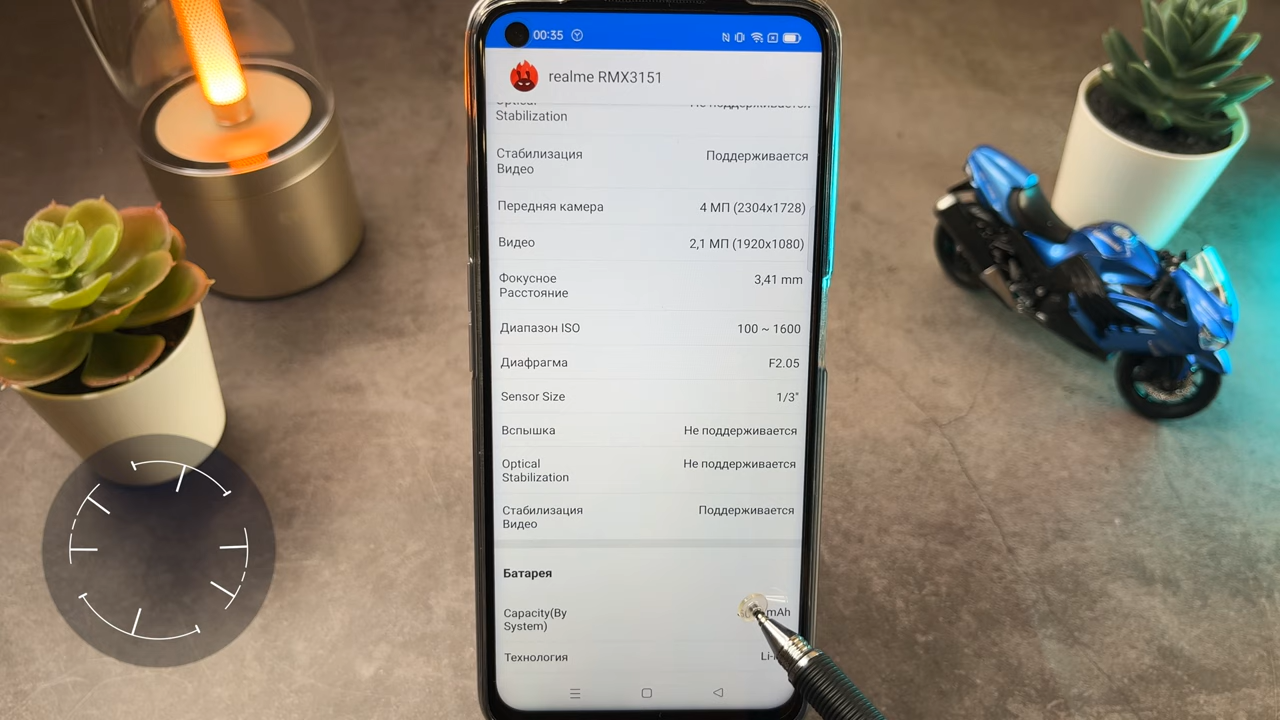 00:35
realme RMX3151
Optical Не поддерживается
Stabilization
Стабилизация Поддерживается
Видео
Передняя камера 4 МП (2304x1728)
Видео 2,1 МП (1920x1080)
Фокусное 3,41 mm
Расстояние
Диапазон ISO 100 ~ 1600
Диафрагма F2.05
Sensor Size 1/3"
Вспышка Не поддерживается
Optical Не поддерживается
Stabilization
Стабилизация Поддерживается
Видео
Батарея
Capacity(By mAh
System)
Технология